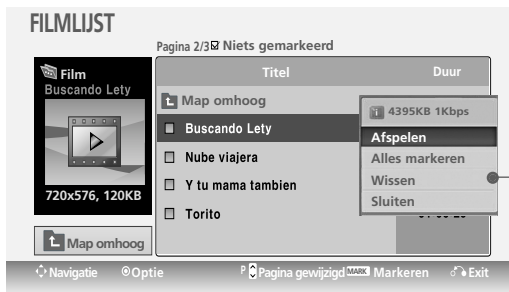 FILMLIJST
Pagina 2/3 Niets gemarkeerd
Film
Buscando Lety
720x576, 120KB
Map omhoog
Titel Duur
Map omhoog
Buscando Lety
Nube viajera
Y tu mama tambien
Torito
4395KB 1Kbps
Afspelen
Alles markeren
Wissen
Sluiten
Navigatie Optie P Pagina gewijzigd MARK Markeren Exit